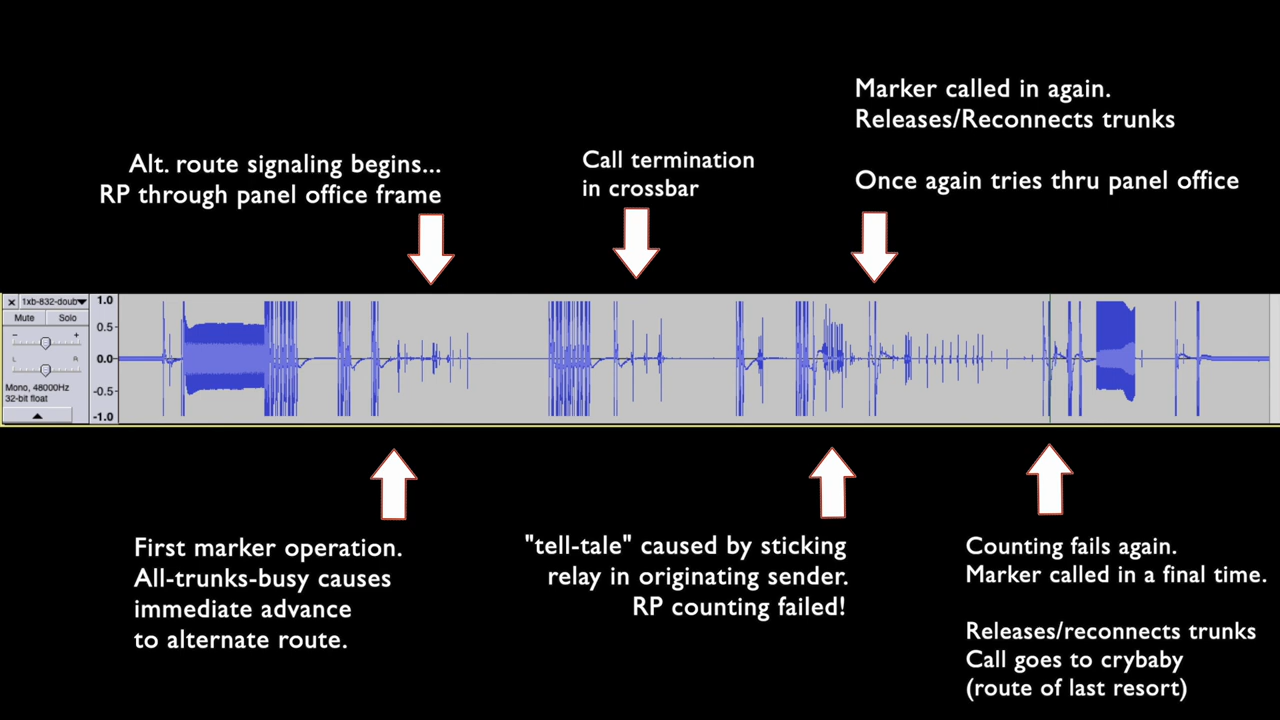 Marker called in again.
Releases/Reconnects trunks
Once again tries thru panel office
Alt. route signaling begins...
RP through panel office frame
Call termination
in crossbar
× 1xb-832-doub▼
Mute Solo
- +
L R
Mono, 48000Hz
32-bit float
1.0
0.5
0.0
-0.5
-1.0
First marker operation.
All-trunks-busy causes
immediate advance
to alternate route.
"tell-tale" caused by sticking
relay in originating sender.
RP counting failed!
Counting fails again.
Marker called in a final time.
Releases/reconnects trunks
Call goes to crybaby
(route of last resort)